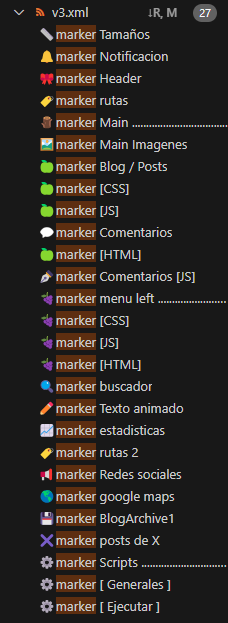 v3.xml ↓R, M 27
marker Tamaños
marker Notificacion
marker Header
marker rutas
marker Main ...................................
marker Main Imagenes
marker Blog / Posts
marker [CSS]
marker [JS]
marker Comentarios
marker [HTML]
marker Comentarios [JS]
marker menu left .........................
marker [CSS]
marker [JS]
marker [HTML]
marker buscador
marker Texto animado
marker estadisticas
marker rutas 2
marker Redes sociales
marker google maps
marker BlogArchive1
marker posts de X
marker Scripts ...............................
marker [ Generales ]
marker [ Ejecutar ]